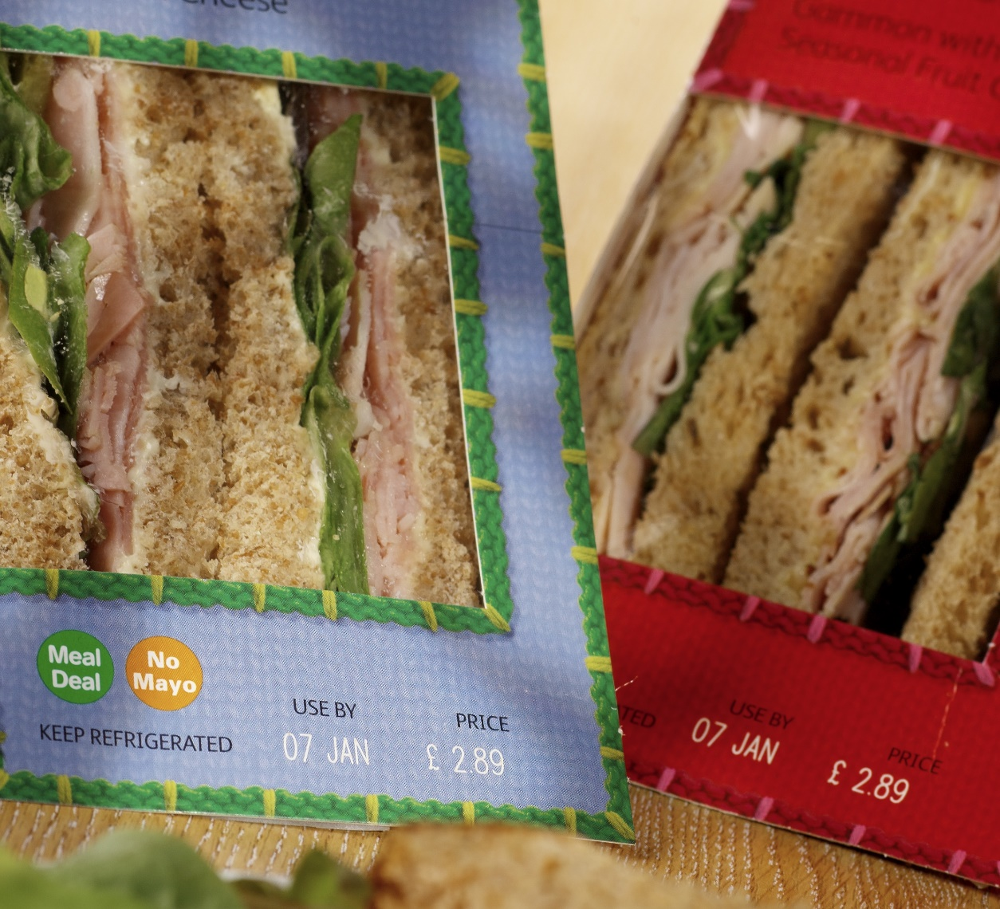 Cheese
Meal
Deal
No
Mayo
KEEP REFRIGERATED
USE BY
07 JAN
PRICE
£ 2.89
Gammon with
Seasonal Fruit
USE BY
07 JAN
PRICE
£ 2.89